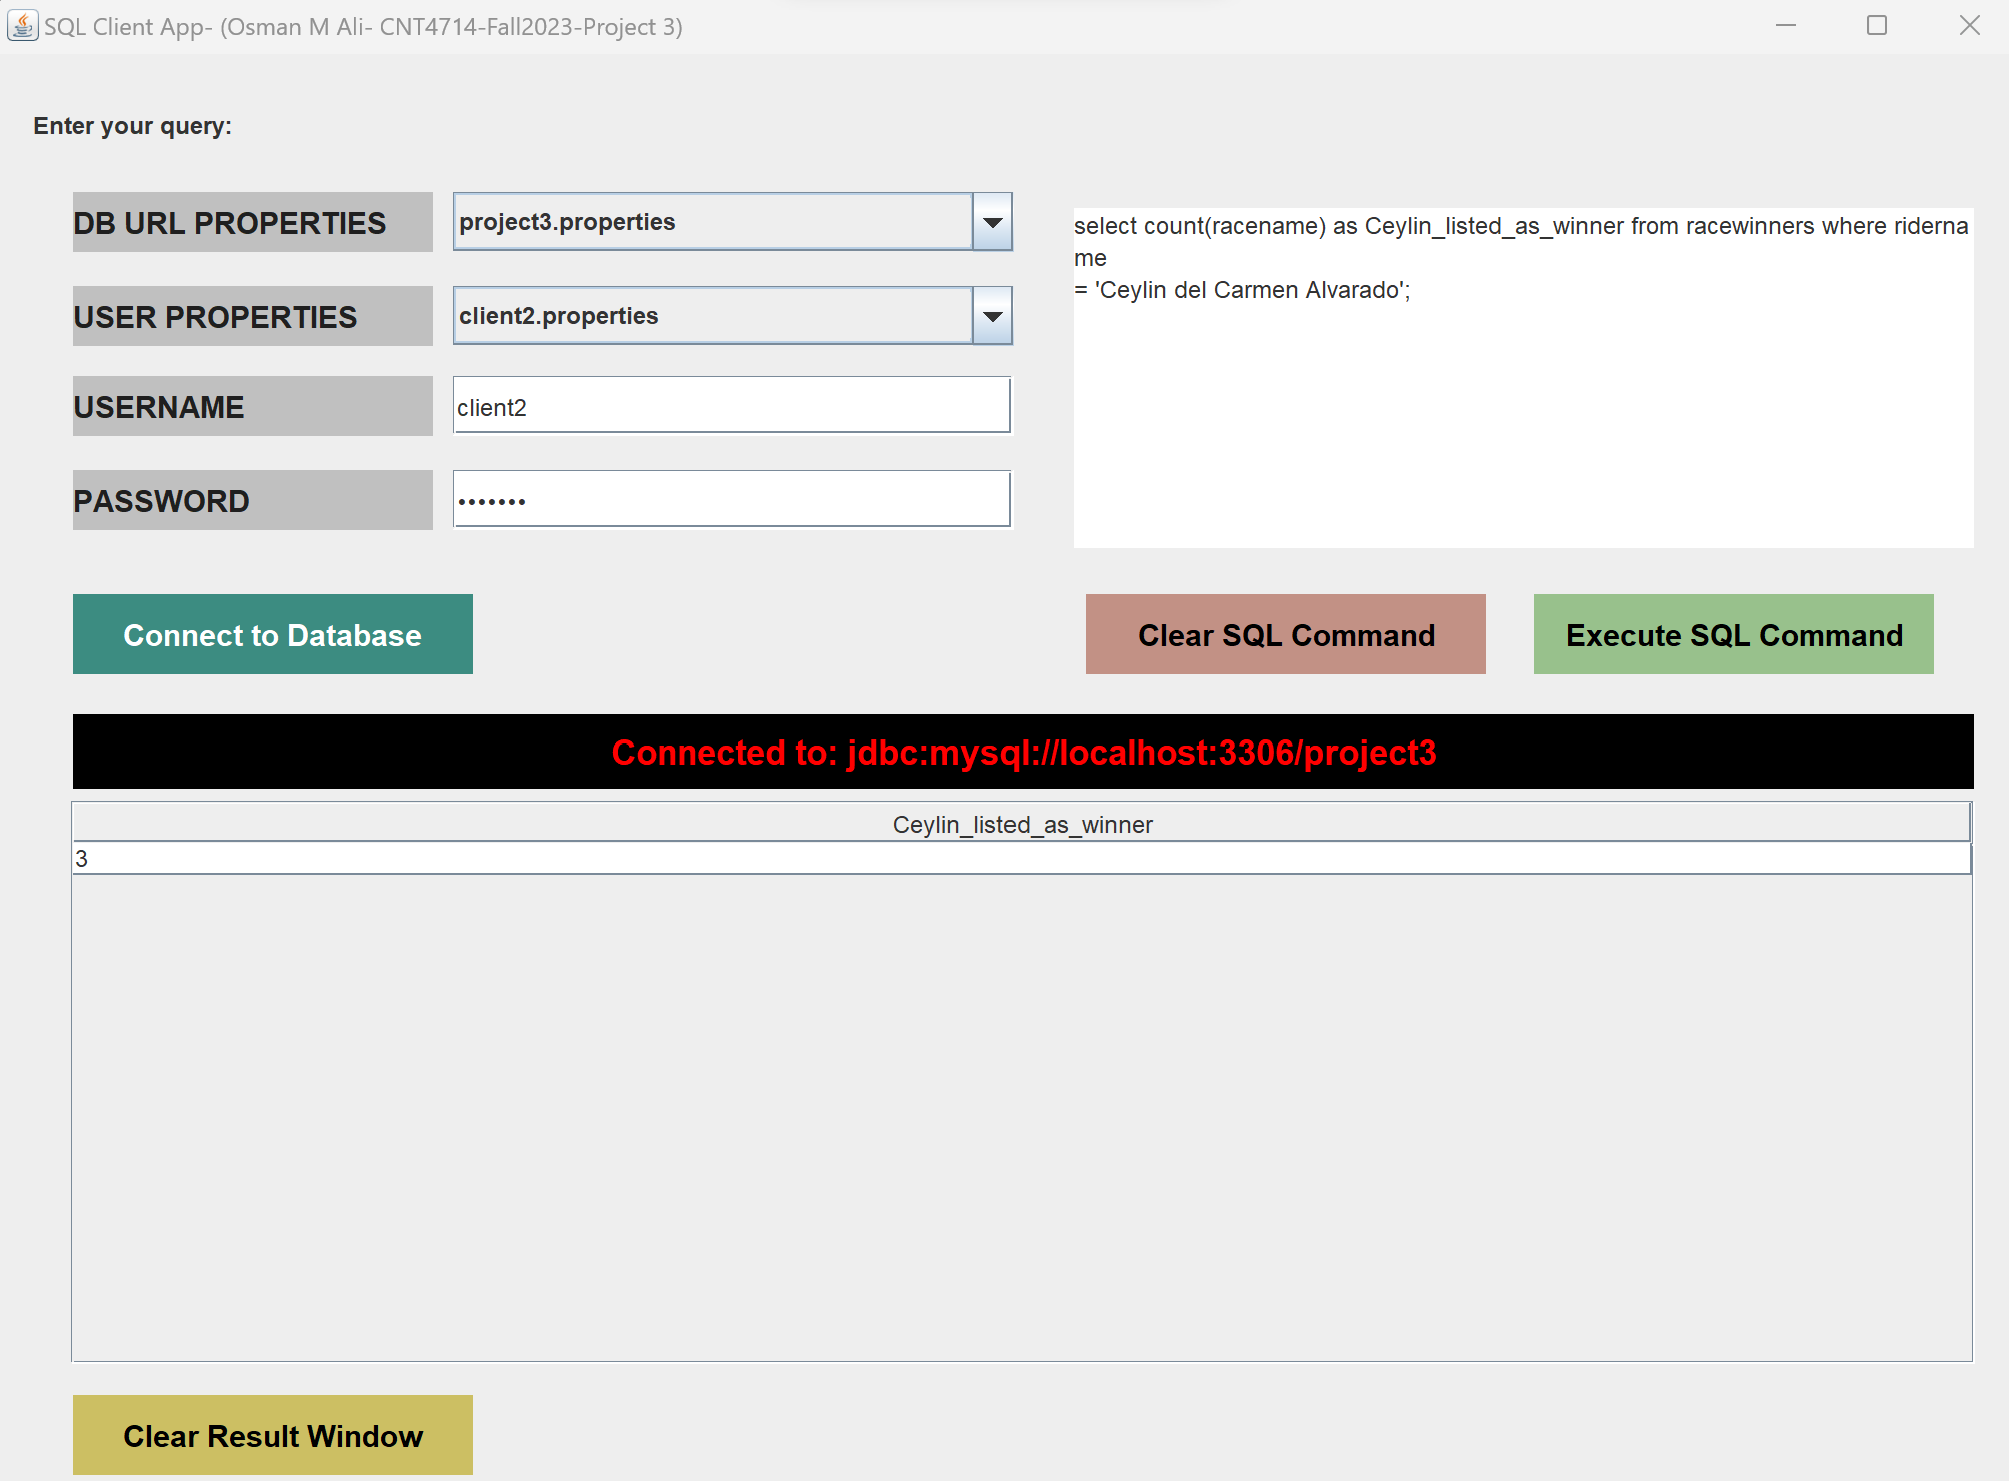 SQL Client App- (Osman M Ali- CNT4714-Fall2023-Project 3)
Enter your query:
DB URL PROPERTIES
project3.properties
USER PROPERTIES
client2.properties
USERNAME
client2
PASSWORD
•••••••
select count(racename) as Ceylin_listed_as_winner from racewinners where riderna
me
= 'Ceylin del Carmen Alvarado';
Connect to Database
Clear SQL Command
Execute SQL Command
Connected to: jdbc:mysql://localhost:3306/project3
Ceylin_listed_as_winner
3
Clear Result Window